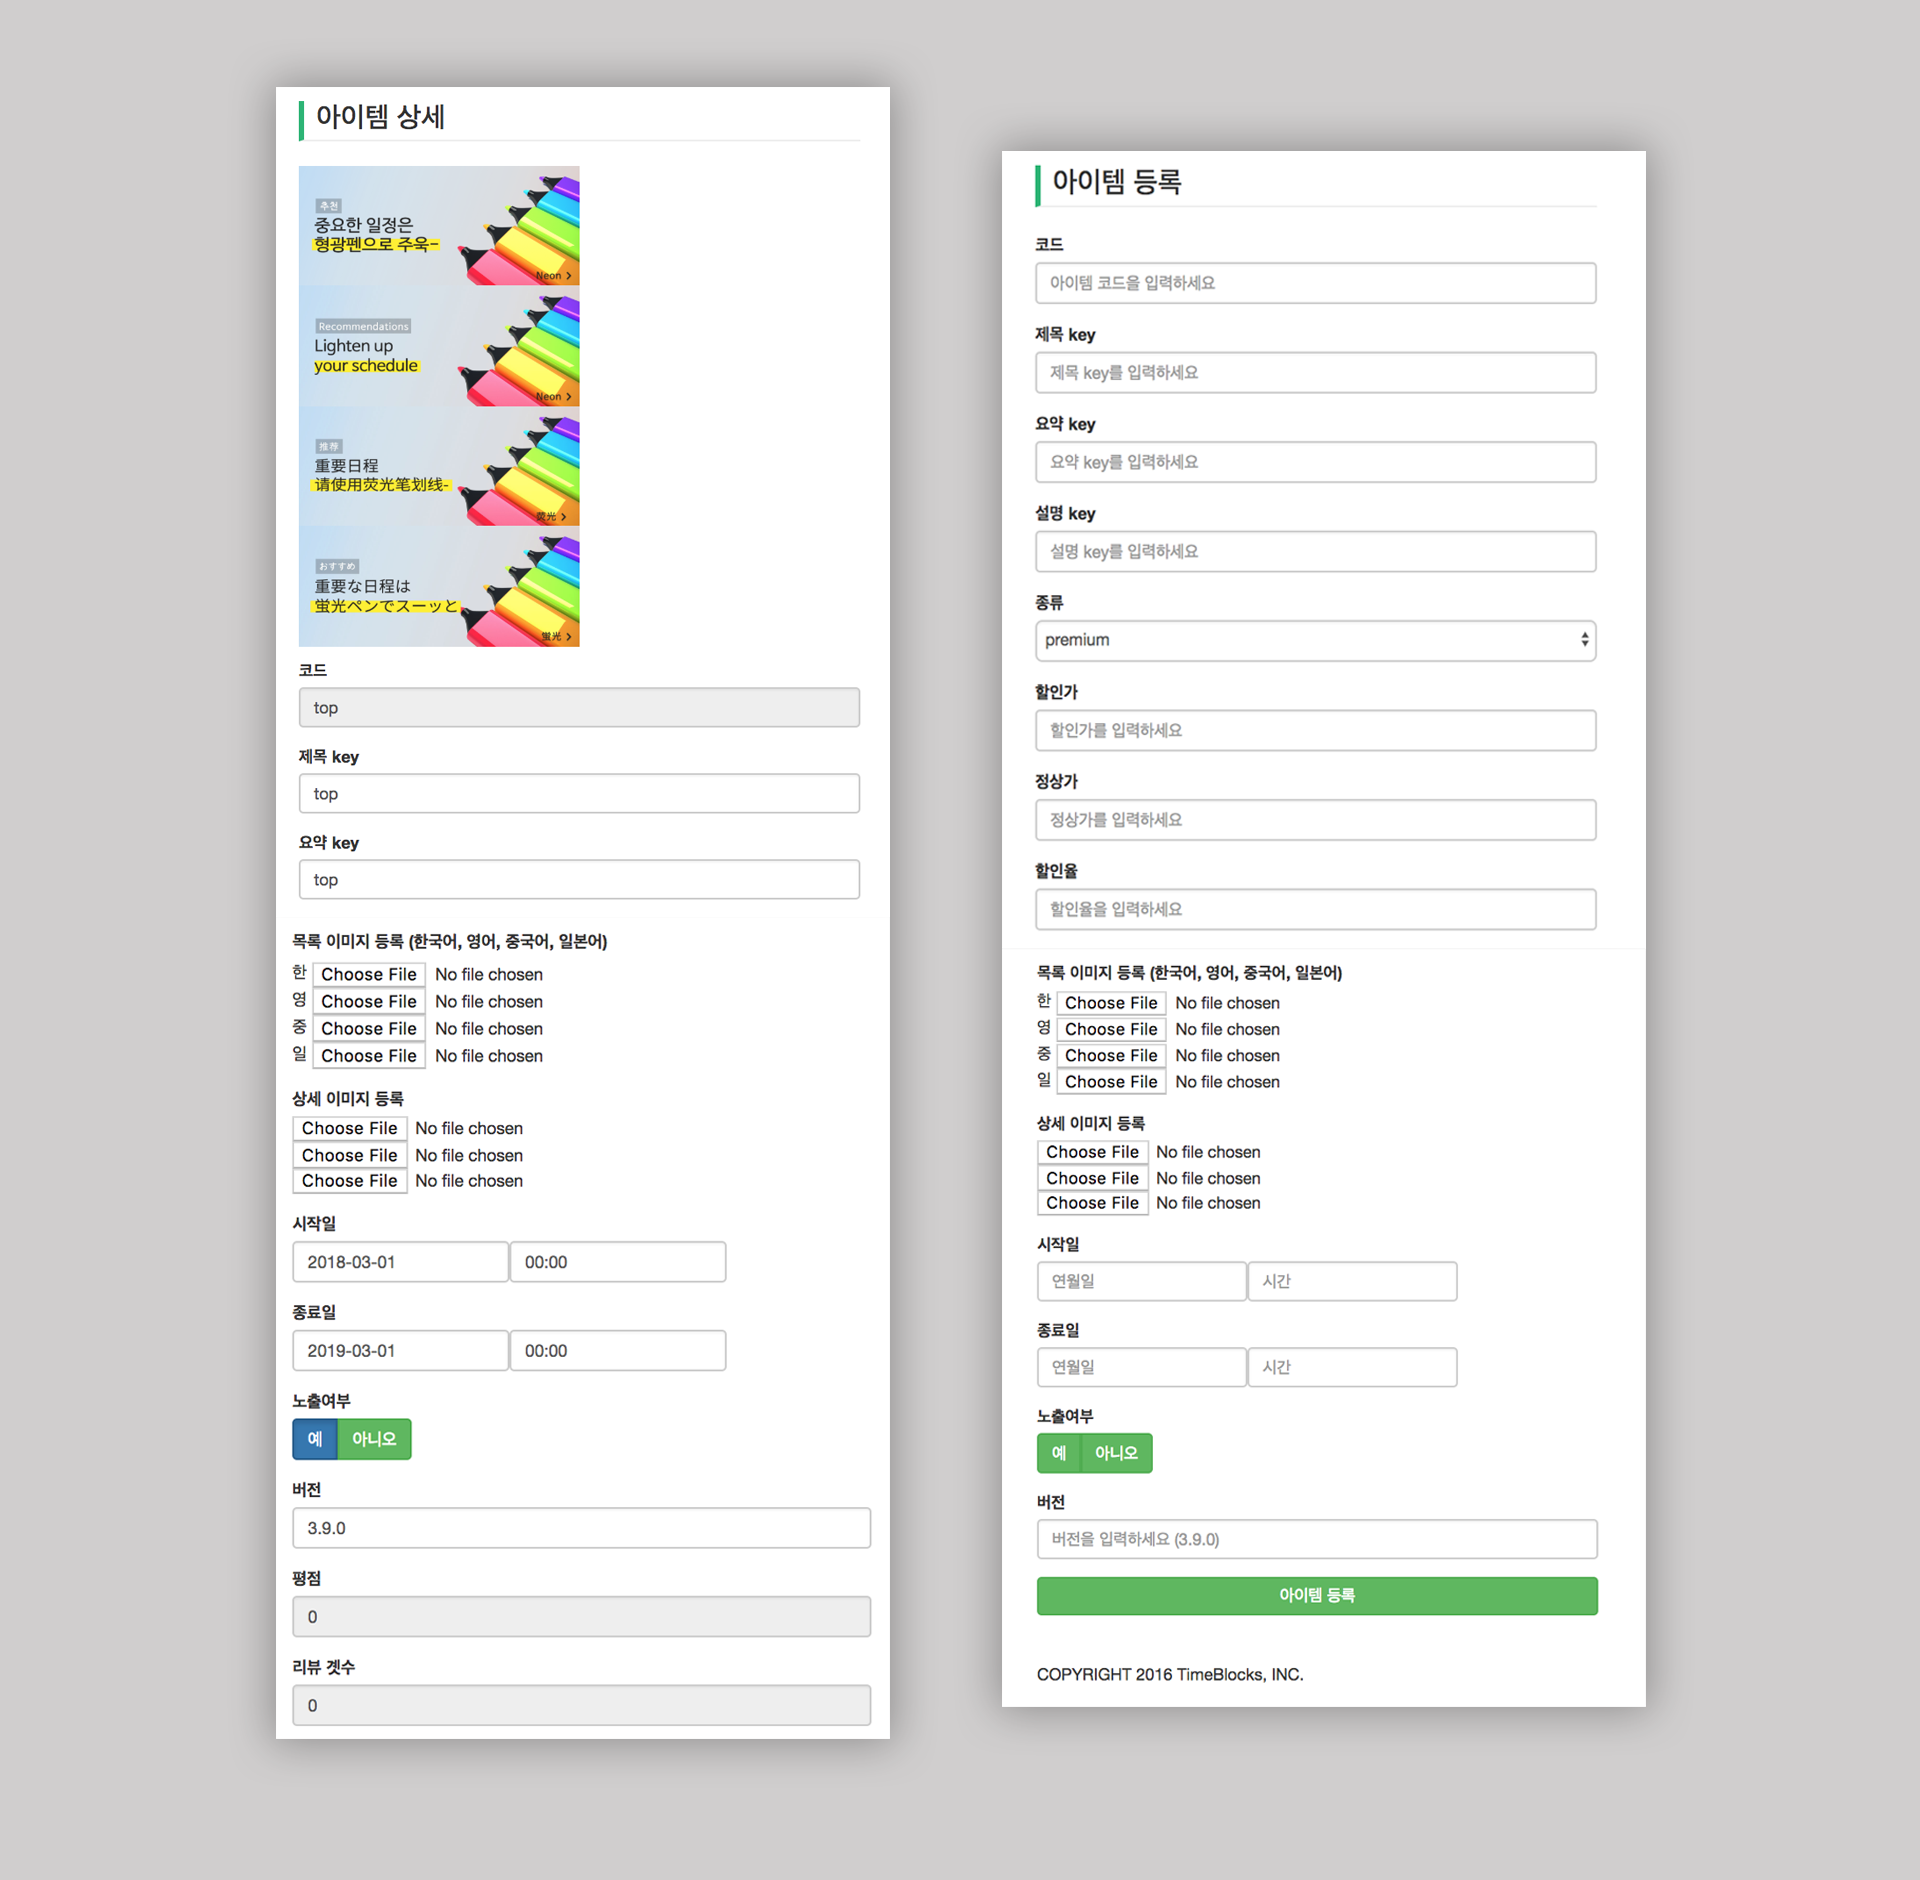 아이템 상세
추천
중요한 일정은
형광펜으로 주욱-
Neon >
Recommendations
Lighten up
your schedule
Neon >
推荐
重要日程
请使用荧光笔划线-
荧光 >
おすすめ
重要な日程は
蛍光ペンでスーッと
蛍光 >
코드
top
제목 key
top
요약 key
top
목록 이미지 등록 (한국어, 영어, 중국어, 일본어)
한 Choose File No file chosen
영 Choose File No file chosen
중 Choose File No file chosen
일 Choose File No file chosen
상세 이미지 등록
Choose File No file chosen
Choose File No file chosen
Choose File No file chosen
시작일
2018-03-01 00:00
종료일
2019-03-01 00:00
노출여부
예 아니오
버전
3.9.0
평점
0
리뷰 겟수
0
아이템 등록
코드
아이템 코드을 입력하세요
제목 key
제목 key를 입력하세요
요약 key
요약 key를 입력하세요
설명 key
설명 key를 입력하세요
종류
premium
할인가
할인가를 입력하세요
정상가
정상가를 입력하세요
할인율
할인율을 입력하세요
목록 이미지 등록 (한국어, 영어, 중국어, 일본어)
한 Choose File No file chosen
영 Choose File No file chosen
중 Choose File No file chosen
일 Choose File No file chosen
상세 이미지 등록
Choose File No file chosen
Choose File No file chosen
Choose File No file chosen
시작일
연월일 시간
종료일
연월일 시간
노출여부
예 아니오
버전
버전을 입력하세요 (3.9.0)
아이템 등록
COPYRIGHT 2016 TimeBlocks, INC.